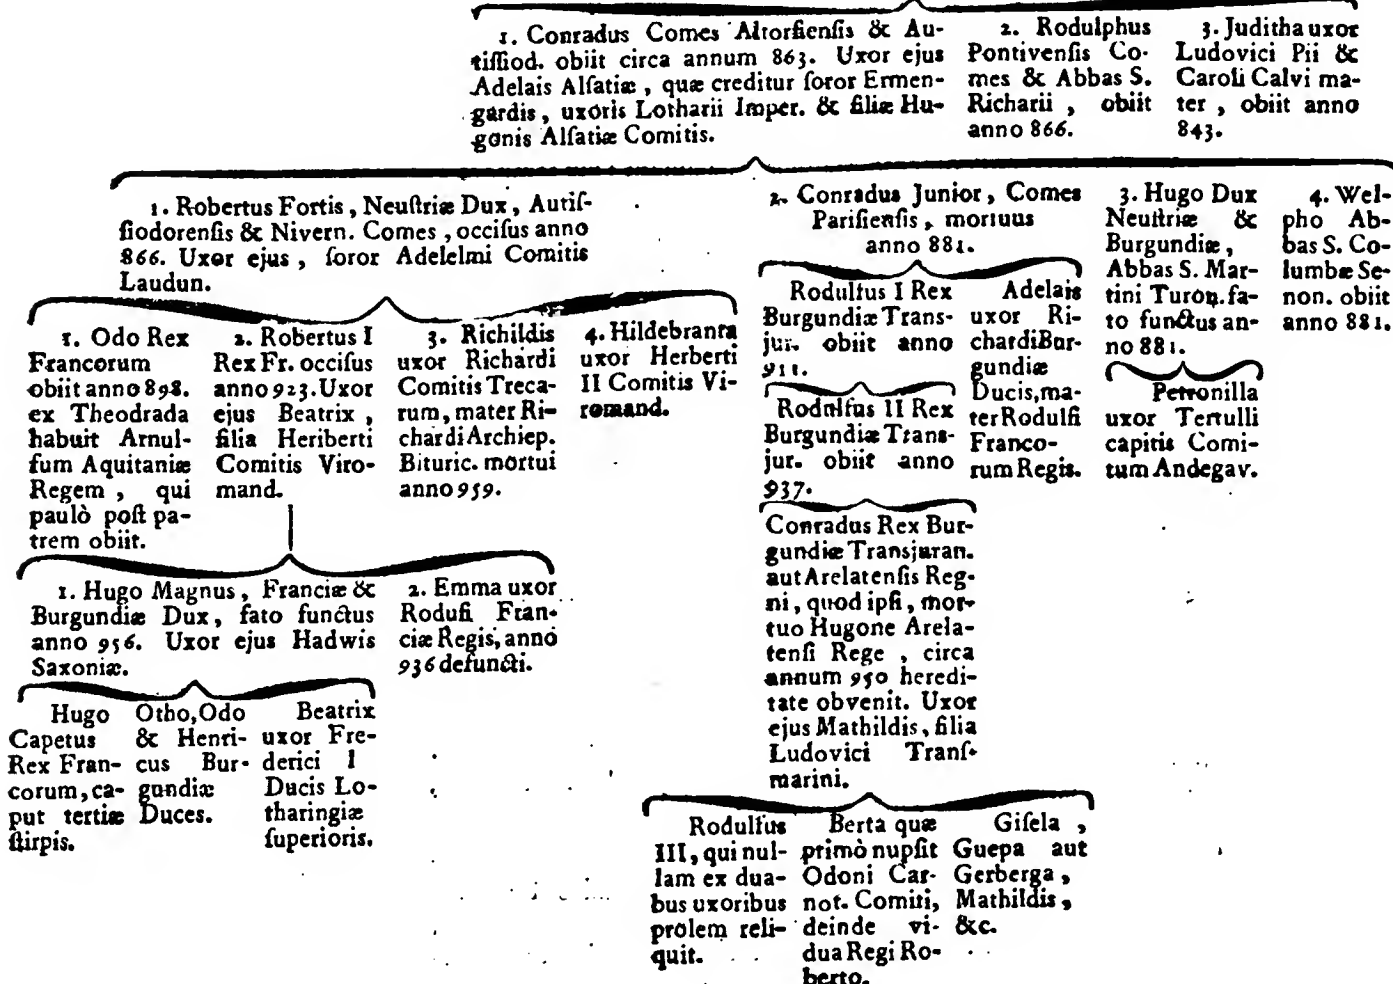 1. Conradus Comes Altorfienſis & Au-
tiſſiod. obiit circa annum 863. Uxor ejus
Adelais Alſatiæ, quæ creditur ſoror Ermen-
gardis, uxoris Lotharii Imper. & filiæ Hu-
gonis Alſatiæ Comitis.
2. Rodulphus
Pontivenſis Co-
mes & Abbas S.
Richarii, obiit
anno 866.
3. Juditha uxor
Ludovici Pii &
Caroli Calvi ma-
ter, obiit anno
843.
1. Robertus Fortis, Neuſtriæ Dux, Autiſ-
ſiodorenſis & Nivern. Comes, occiſus anno
866. Uxor ejus, ſoror Adelelmi Comitis
Laudun.
2. Conradus Junior, Comes
Pariſienſis, mortuus
anno 881.
3. Hugo Dux
Neuſtriæ &
Burgundiæ,
Abbas S. Mar-
tini Turon. fa-
to functus an-
no 881.
4. Wel-
pho Ab-
bas S. Co-
lumbæ Se-
non. obiit
anno 881.
1. Odo Rex
Francorum
obiit anno 898.
ex Theodrada
habuit Arnul-
fum Aquitaniæ
Regem, qui
paulò poſt pa-
trem obiit.
2. Robertus I
Rex Fr. occiſus
anno 923. Uxor
ejus Beatrix,
filia Heriberti
Comitis Viro-
mand.
3. Richildis
uxor Richardi
Comitis Treca-
rum, mater Ri-
chardi Archiep.
Bituric. mortui
anno 959.
4. Hildebranta
uxor Herberti
II Comitis Vi-
romand.
Rodulfus I Rex
Burgundiæ Trans-
jur. obiit anno
911.
Adelais
uxor Ri-
chardi Bur-
gundiæ
Ducis, ma-
ter Rodulfi
Franco-
rum Regis.
Rodulfus II Rex
Burgundiæ Trans-
jur. obiit anno
937.
Petronilla
uxor Tertulli
capitis Comi-
tum Andegav.
Conradus Rex Bur-
gundiæ Transjuran.
aut Arelatenſis Reg-
ni, quod ipſi, mor-
tuo Hugone Arela-
tenſi Rege, circa
annum 950 heredi-
tate obvenit. Uxor
ejus Mathildis, filia
Ludovici Tranſ-
marini.
1. Hugo Magnus, Franciæ &
Burgundiæ Dux, fato functus
anno 956. Uxor ejus Hadwis
Saxoniæ.
2. Emma uxor
Rodufi Fran-
ciæ Regis, anno
936 defuncti.
Hugo
Capetus
Rex Fran-
corum, ca-
put tertiæ
ſtirpis.
Otho, Odo
& Henri-
cus Bur-
gundiæ
Duces.
Beatrix
uxor Fre-
derici I
Ducis Lo-
tharingiæ
ſuperioris.
Rodulfus
III, qui nul-
lam ex dua-
bus uxoribus
prolem reli-
quit.
Berta quæ
primò nupſit
Odoni Car-
not. Comiti,
deinde vi-
dua Regi Ro-
berto.
Giſela,
Guepa aut
Gerberga,
Mathildis,
&c.